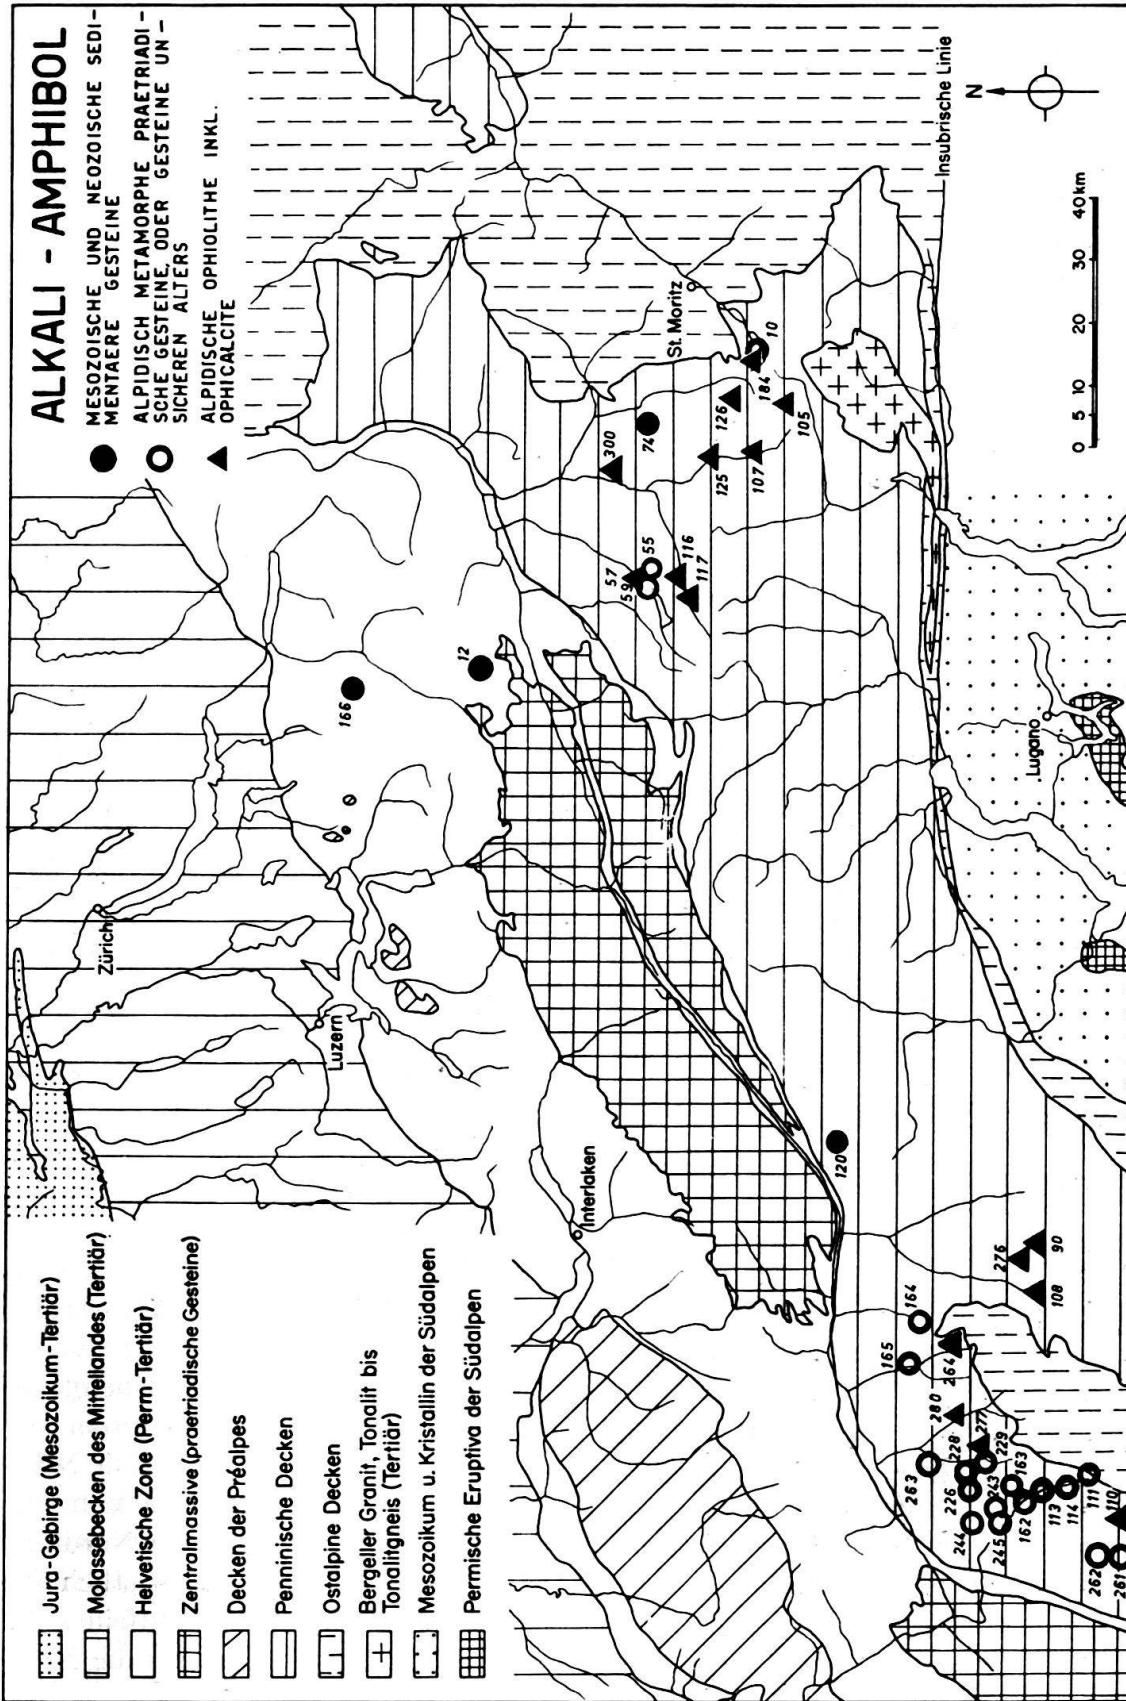 ALKALI - AMPHIBOL
MESOZOISCHE UND NEOZOISCHE SEDI-
MENTAERE GESTEINE
ALPIDISCH METAMORPHE PRAETRIADI-
SCHE GESTEINE, ODER GESTEINE UN-
SICHEREN ALTERS
ALPIDISCHE OPHIOLITHE INKL.
OPHICALCITE
Jura-Gebirge (Mesozoikum-Tertiär)
Molassebecken des Mittellandes (Tertiär)
Helvetische Zone (Perm-Tertiär)
Zentralmassive (praetriadische Gesteine)
Decken der Préalpes
Penninische Decken
Ostalpine Decken
Bergeller Granit, Tonalit bis
Tonalitgneis (Tertiär)
Mesozoikum u. Kristallin der Südalpen
Permische Eruptiva der Südalpen
Zürich
Luzern
Interlaken
St. Moritz
Lugano
Insubrische Linie
N
0 5 10 20 30 40km
166
12
300
74
57
59
55
116
117
125
126
107
105
184
10
120
276
90
108
164
165
264
280
277
263
228
229
226
243
244
245
163
162
113
114
111
110
262
261